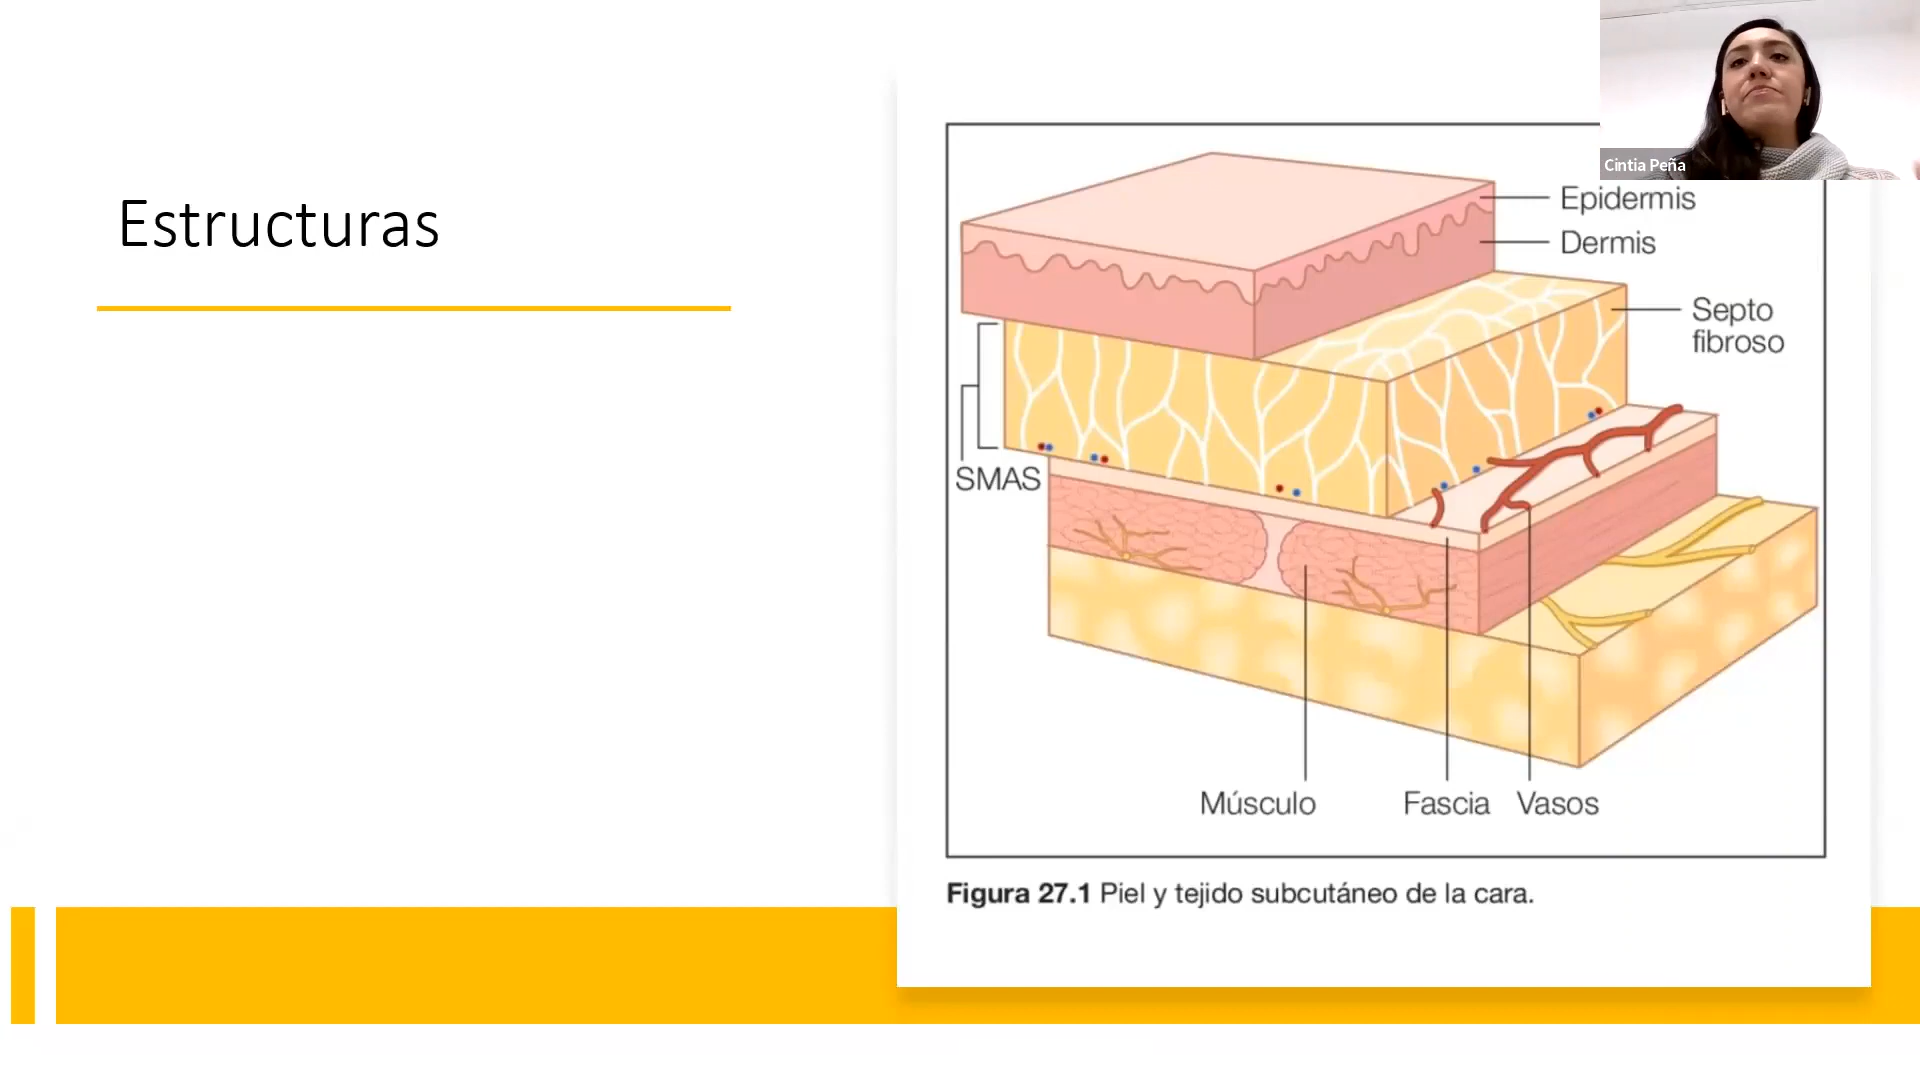 Estructuras
Cintia Peña
Epidermis
Dermis
Septo
fibroso
SMAS
Músculo
Fascia
Vasos
Figura 27.1 Piel y tejido subcutáneo de la cara.